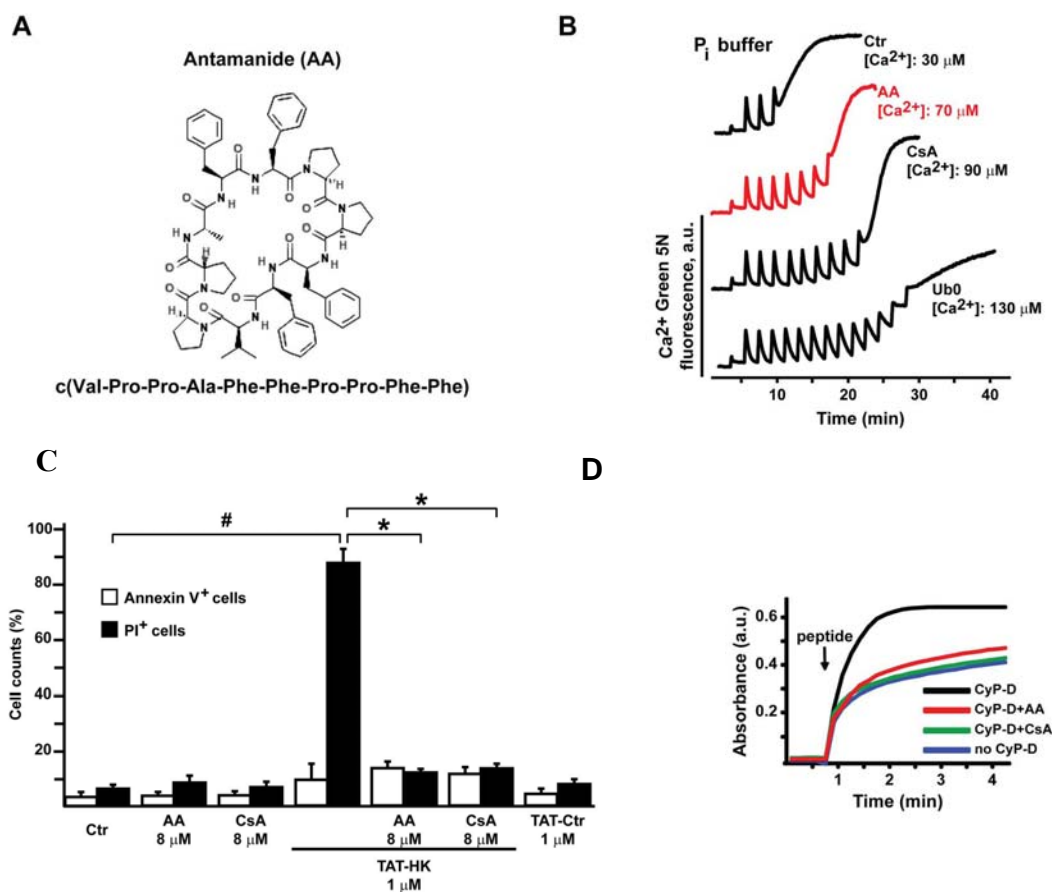 A
Antamanide (AA)
O
O
N
H
N
N
H
O
O
N
H
H
N
O
N
O
O
H
N
H
N
H
O
N
H
O
N
O
N
O
O
N
H
H
c(Val-Pro-Pro-Ala-Phe-Phe-Pro-Pro-Phe-Phe)
B
Pi buffer
Ctr
[Ca2+]: 30 μM
AA
[Ca2+]: 70 μM
CsA
[Ca2+]: 90 μM
Ub0
[Ca2+]: 130 μM
Ca2+ Green 5N
fluorescence, a.u.
10 20 30 40
Time (min)
C
#
*
*
Cell counts (%)
100
80
60
40
20
Annexin V+ cells
PI+ cells
Ctr
AA
8 μM
CsA
8 μM
AA
8 μM
CsA
8 μM
TAT-Ctr
1 μM
TAT-HK
1 μM
D
Absorbance (a.u.)
0.6
0.4
0.2
peptide
CyP-D
CyP-D+AA
CyP-D+CsA
no CyP-D
1 2 3 4
Time (min)